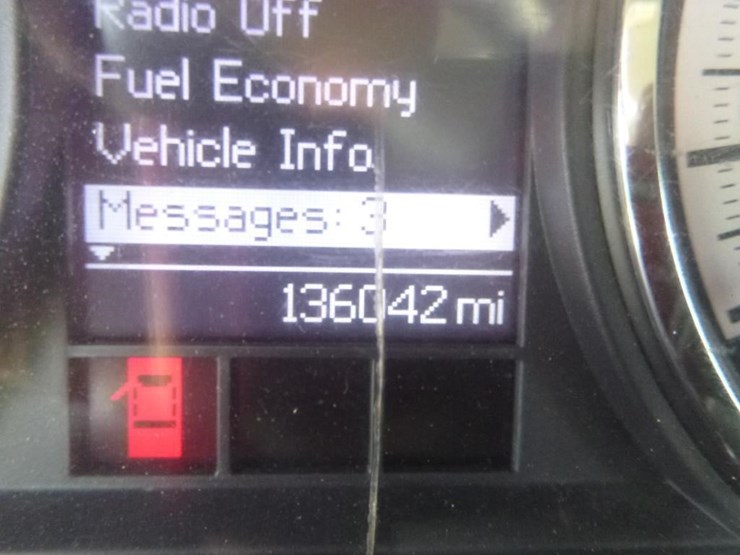 Radio Off
Fuel Economy
Vehicle Info
Messages: 3
136042 mi